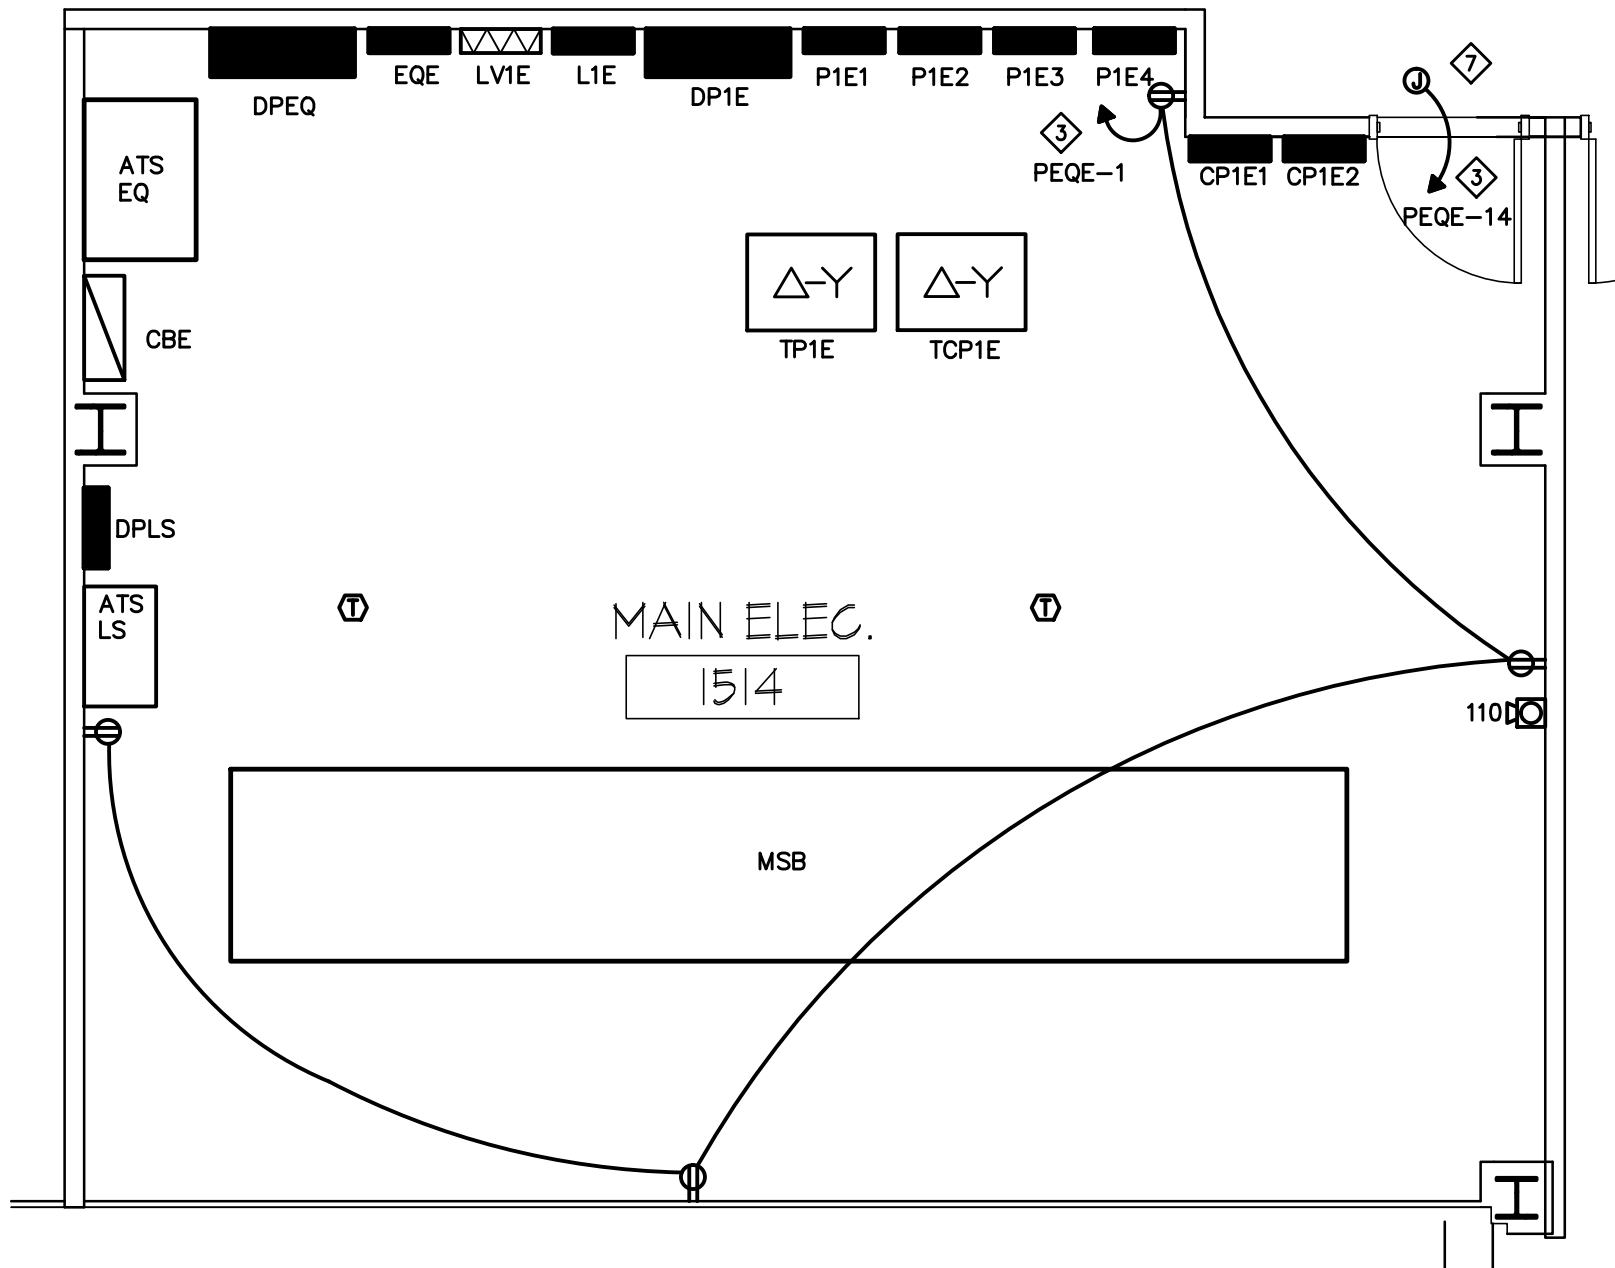 DPEQ
EQE
LV1E
L1E
DP1E
P1E1
P1E2
P1E3
P1E4
J
7
3
PEQE-1
CP1E1
CP1E2
3
PEQE-14
ATS
EQ
Δ-Y
TP1E
Δ-Y
TCP1E
CBE
DPLS
ATS
LS
T
T
MAIN ELEC.
1514
110
MSB